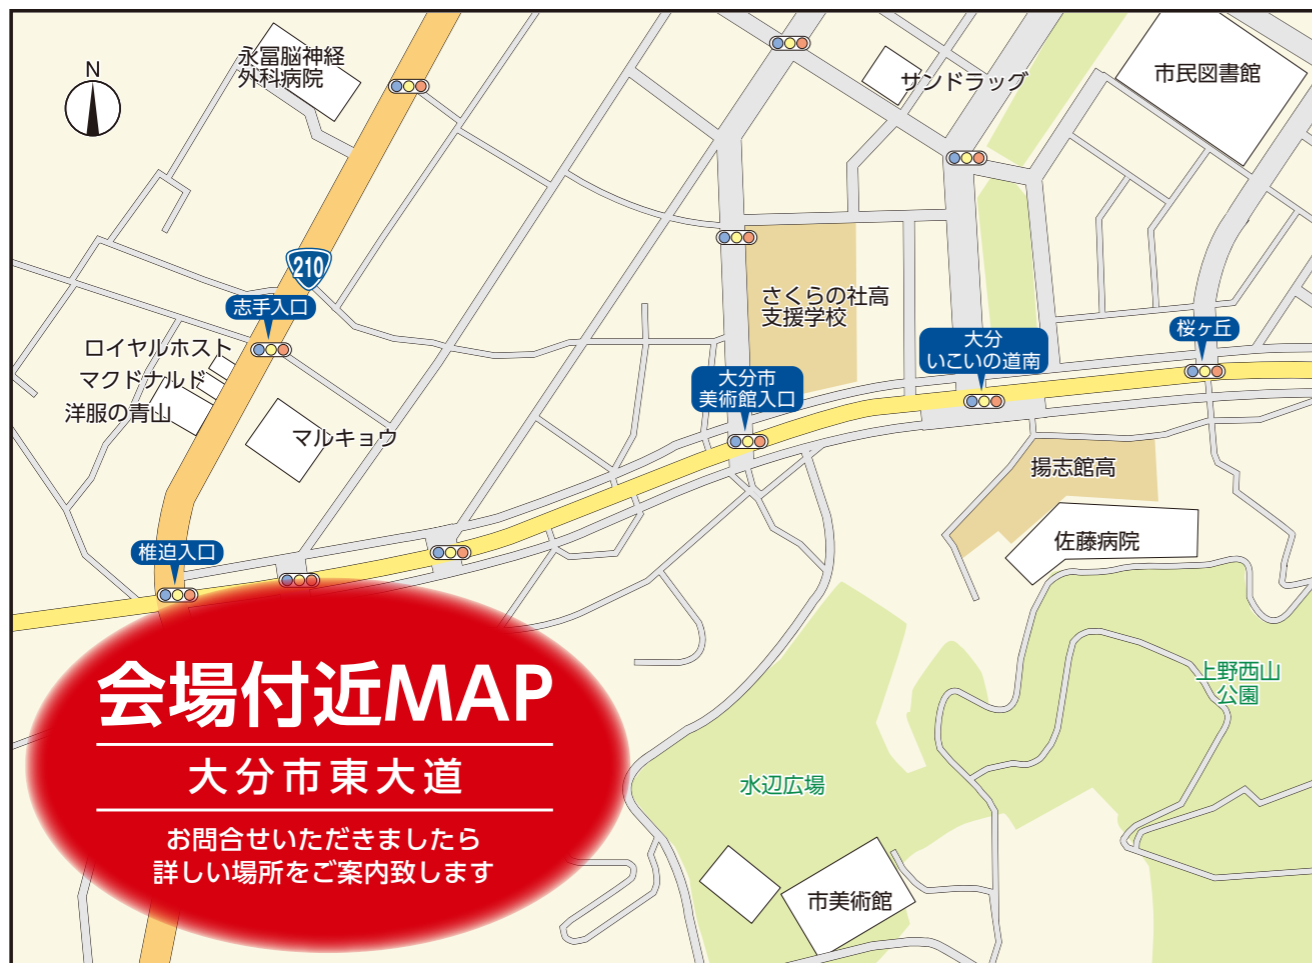 N
永冨脳神経
外科病院
サンドラッグ
市民図書館
210
志手入口
さくらの杜高
支援学校
ロイヤルホスト
マクドナルド
洋服の青山
マルキョウ
大分市
美術館入口
大分
いこいの道南
桜ヶ丘
揚志館高
佐藤病院
椎迫入口
会場付近MAP
大分市東大道
お問合せいただきましたら
詳しい場所をご案内致します
水辺広場
上野西山
公園
市美術館